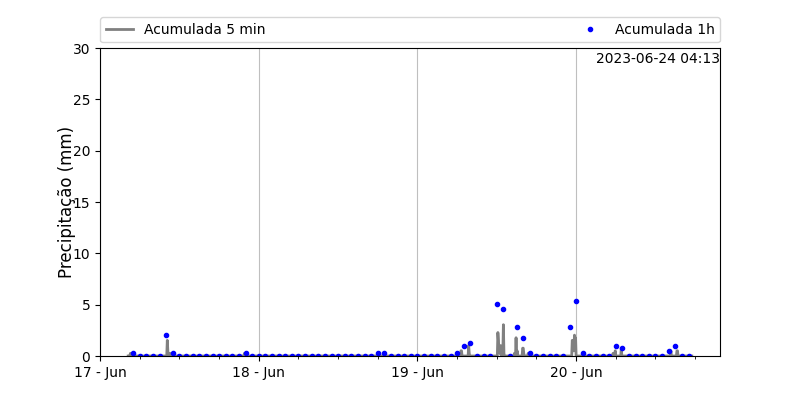 Acumulada 5 min
Acumulada 1h
2023-06-24 04:13
Precipitação (mm)
30
25
20
15
10
5
0
17 - Jun
18 - Jun
19 - Jun
20 - Jun